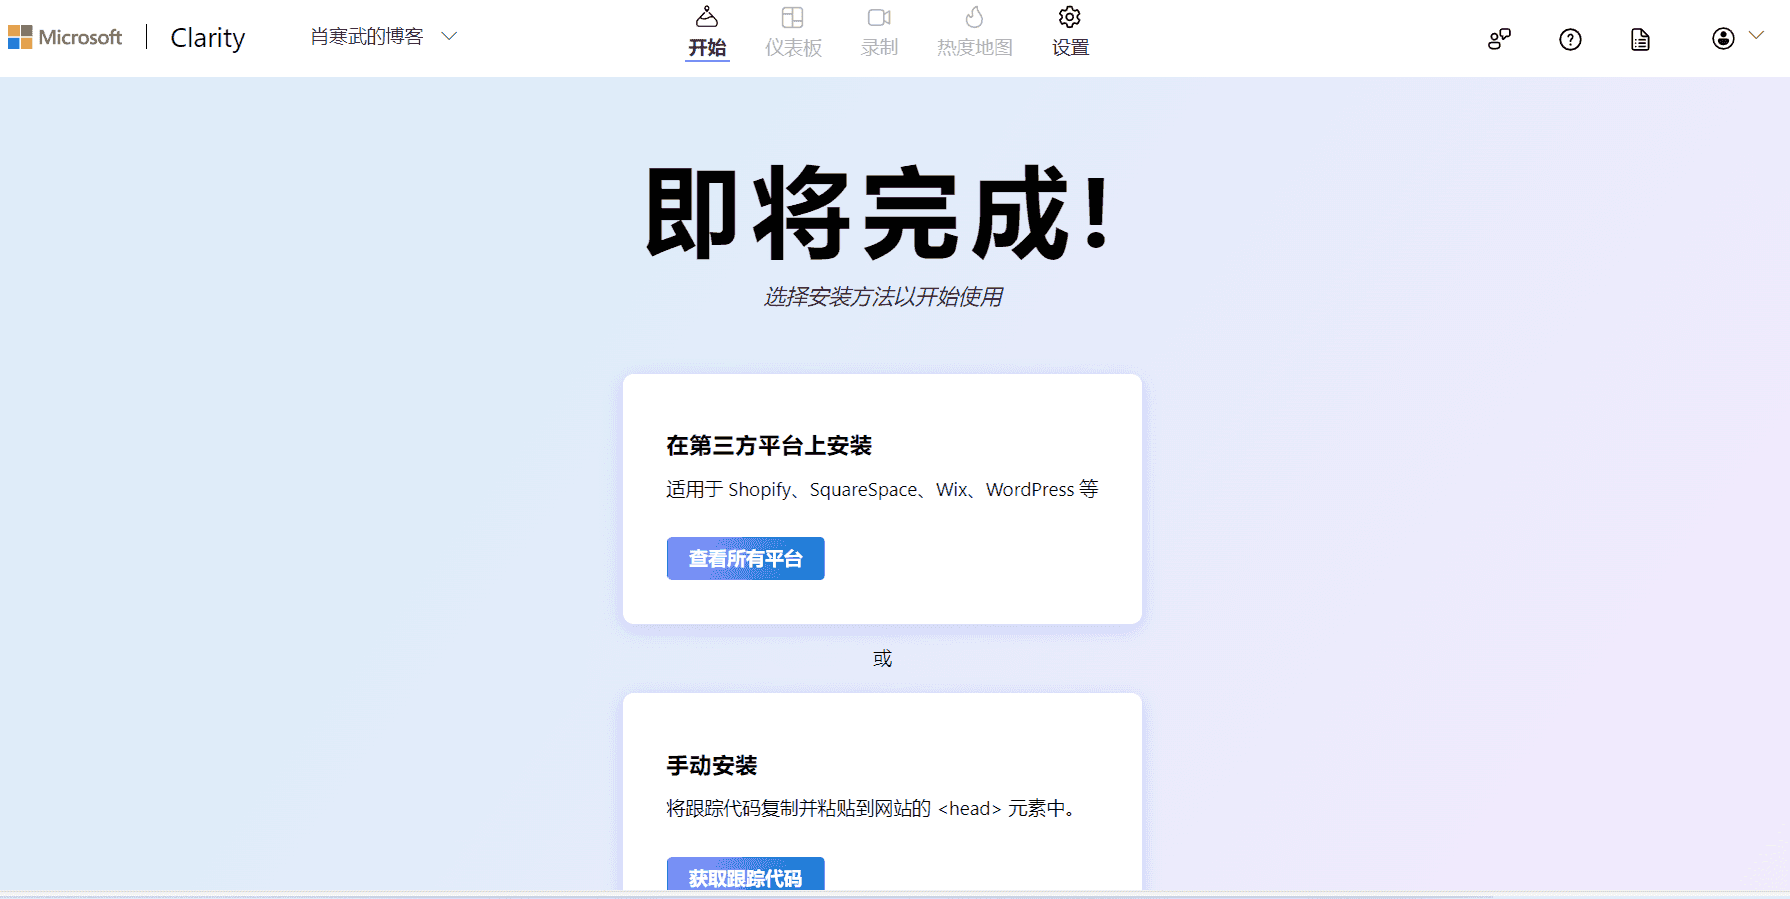 Microsoft
Clarity
肖寒武的博客
开始
仪表板
录制
热度地图
设置
即将完成!
选择安装方法以开始使用
在第三方平台上安装
适用于 Shopify、SquareSpace、Wix、WordPress 等
查看所有平台
或
手动安装
将跟踪代码复制并粘贴到网站的 <head> 元素中。
获取跟踪代码